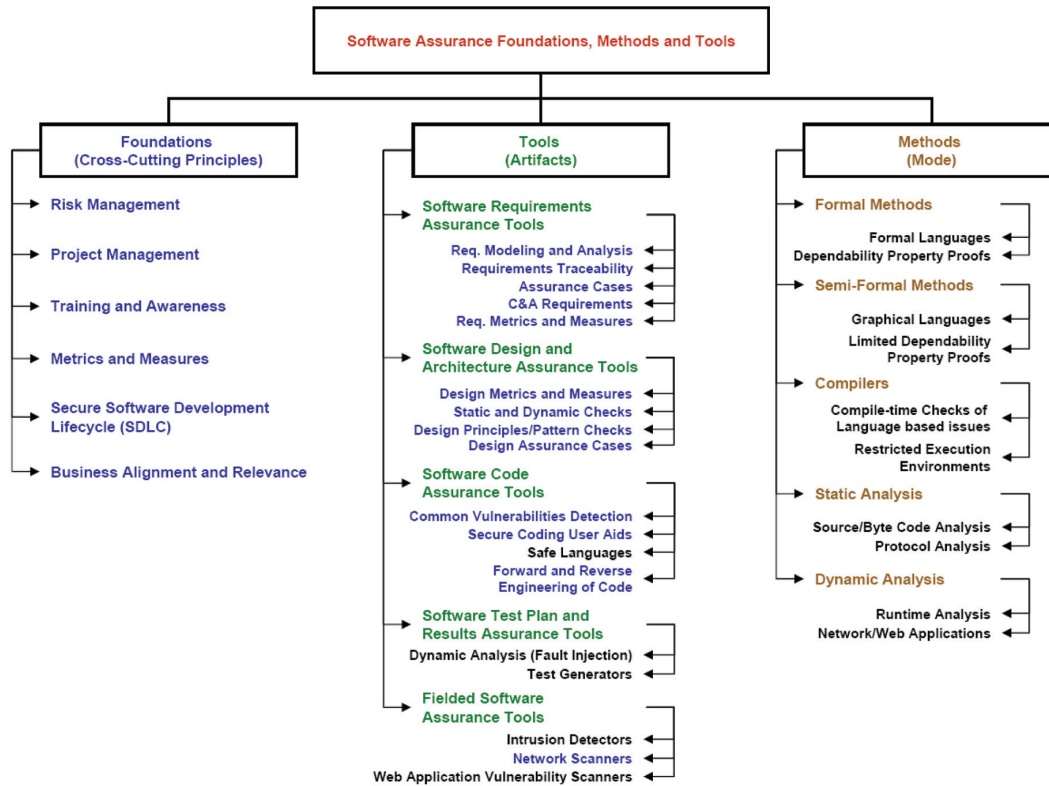 Software Assurance Foundations, Methods and Tools
Foundations
(Cross-Cutting Principles)
Risk Management
Project Management
Training and Awareness
Metrics and Measures
Secure Software Development
Lifecycle (SDLC)
Business Alignment and Relevance
Tools
(Artifacts)
Software Requirements
Assurance Tools
Req. Modeling and Analysis
Requirements Traceability
Assurance Cases
C&A Requirements
Req. Metrics and Measures
Software Design and
Architecture Assurance Tools
Design Metrics and Measures
Static and Dynamic Checks
Design Principles/Pattern Checks
Design Assurance Cases
Software Code
Assurance Tools
Common Vulnerabilities Detection
Secure Coding User Aids
Safe Languages
Forward and Reverse
Engineering of Code
Software Test Plan and
Results Assurance Tools
Dynamic Analysis (Fault Injection)
Test Generators
Fielded Software
Assurance Tools
Intrusion Detectors
Network Scanners
Web Application Vulnerability Scanners
Methods
(Mode)
Formal Methods
Formal Languages
Dependability Property Proofs
Semi-Formal Methods
Graphical Languages
Limited Dependability
Property Proofs
Compilers
Compile-time Checks of
Language based issues
Restricted Execution
Environments
Static Analysis
Source/Byte Code Analysis
Protocol Analysis
Dynamic Analysis
Runtime Analysis
Network/Web Applications